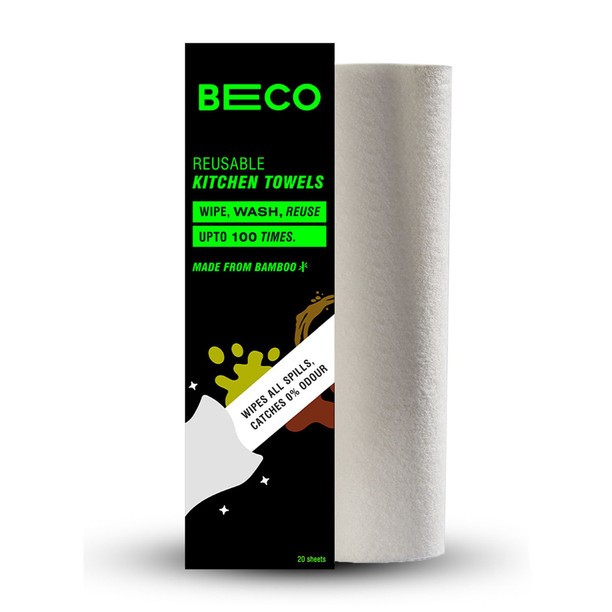 BECO
REUSABLE
KITCHEN TOWELS
WIPE, WASH, REUSE
UPTO 100 TIMES.
MADE FROM BAMBOO
WIPES ALL SPILLS,
CATCHES 0% ODOUR
20 sheets